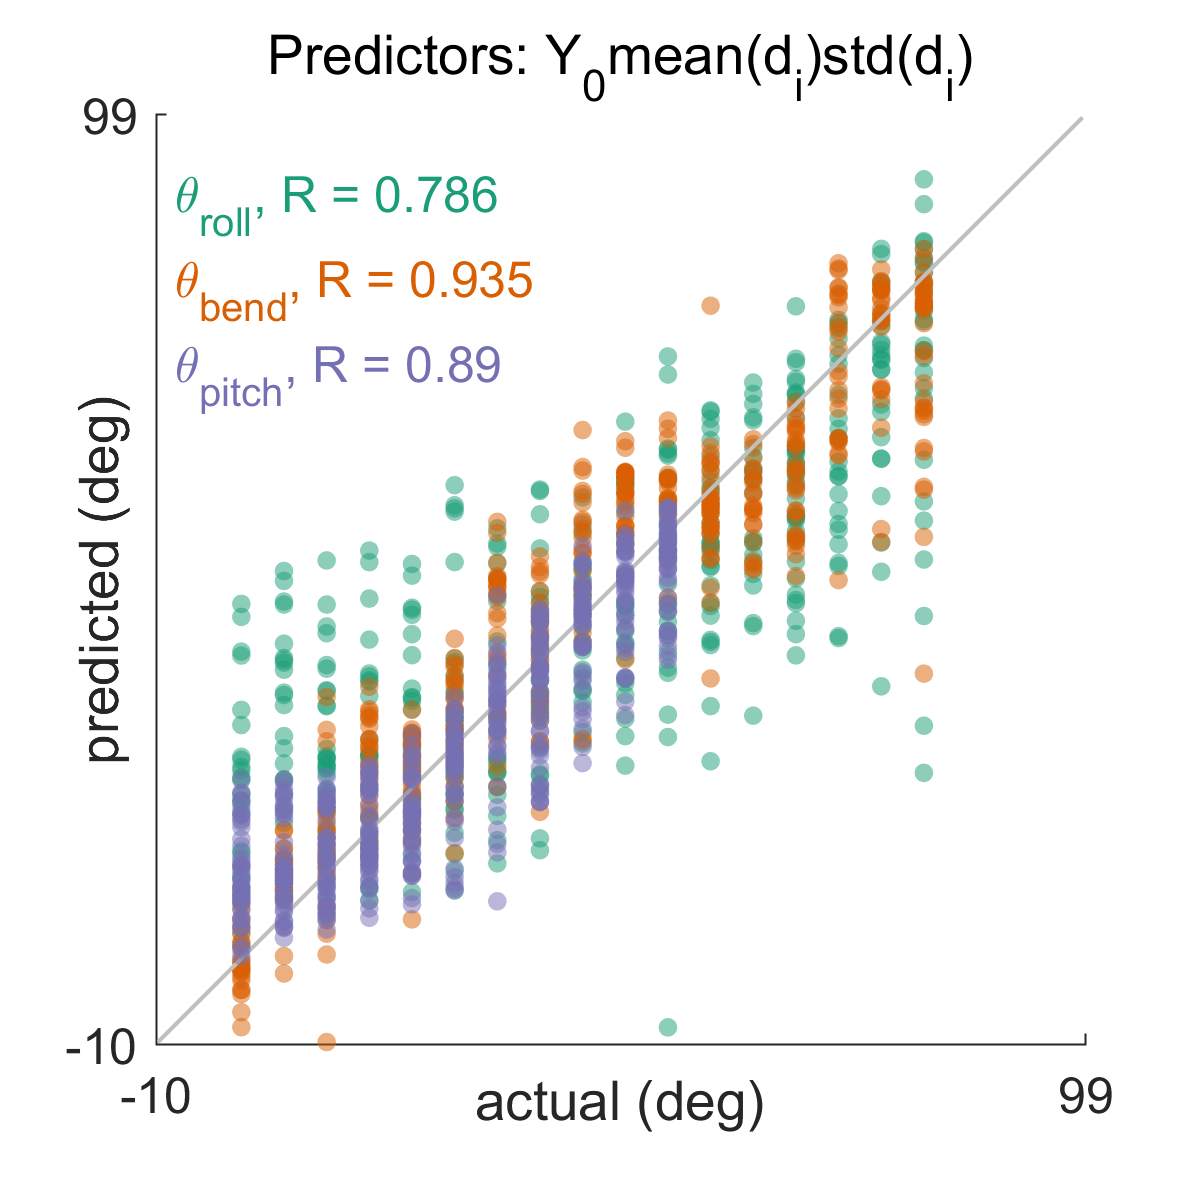 Predictors: Y₀mean(dᵢ)std(dᵢ)
99
θroll, R = 0.786
θbend, R = 0.935
θpitch, R = 0.89
predicted (deg)
-10
-10
actual (deg)
99